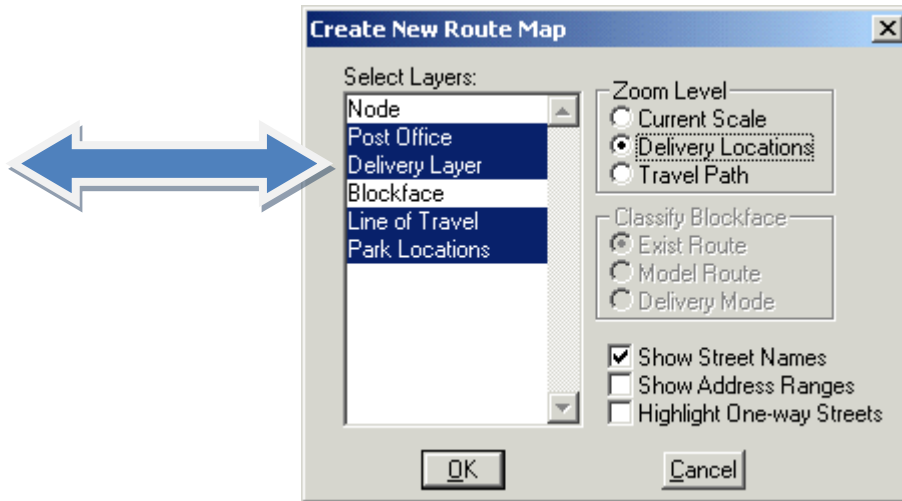 Create New Route Map
Select Layers:
Node
Post Office
Delivery Layer
Blockface
Line of Travel
Park Locations
Zoom Level
Current Scale
Delivery Locations
Travel Path
Classify Blockface
Exist Route
Model Route
Delivery Mode
Show Street Names
Show Address Ranges
Highlight One-way Streets
OK
Cancel